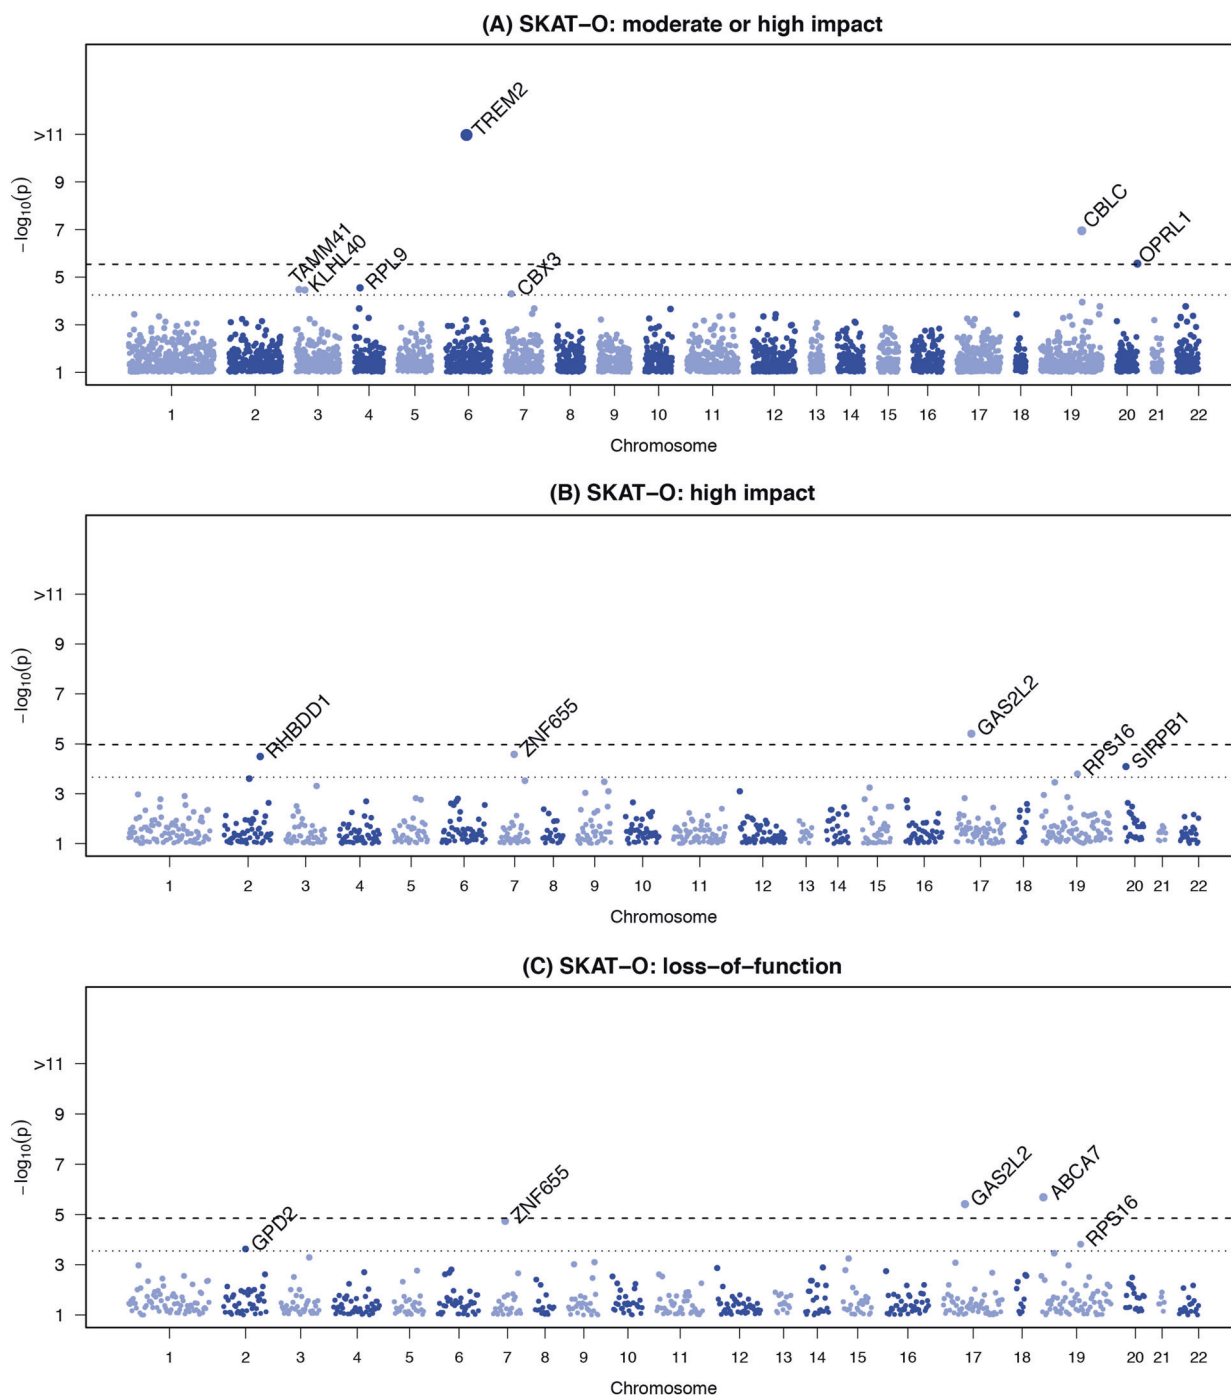 (A) SKAT–O: moderate or high impact
TREM2
>11
9
CBLC
7
OPRL1
TAMM41
KLHL40
RPL9
CBX3
5
3
1
−log10(p)
1 2 3 4 5 6 7 8 9 10 11 12 13 14 15 16 17 18 19 20 21 22
Chromosome
(B) SKAT–O: high impact
>11
9
7
GAS2L2
RHBDD1
ZNF655
RPS16
SIRPB1
5
3
1
−log10(p)
1 2 3 4 5 6 7 8 9 10 11 12 13 14 15 16 17 18 19 20 21 22
Chromosome
(C) SKAT–O: loss–of–function
>11
9
7
GAS2L2
ABCA7
ZNF655
RPS16
GPD2
5
3
1
−log10(p)
1 2 3 4 5 6 7 8 9 10 11 12 13 14 15 16 17 18 19 20 21 22
Chromosome